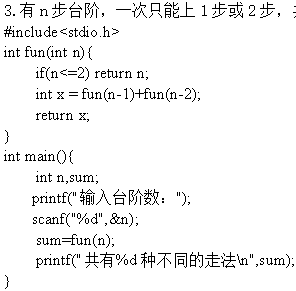 3.有n步台阶，一次只能上1步或2步，
#include<stdio.h>
int fun(int n){
if(n<=2) return n;
int x = fun(n-1)+fun(n-2);
return x;
}
int main(){
int n,sum;
printf("输入台阶数：");
scanf("%d",&n);
sum=fun(n);
printf("共有%d种不同的走法\n",sum);
}